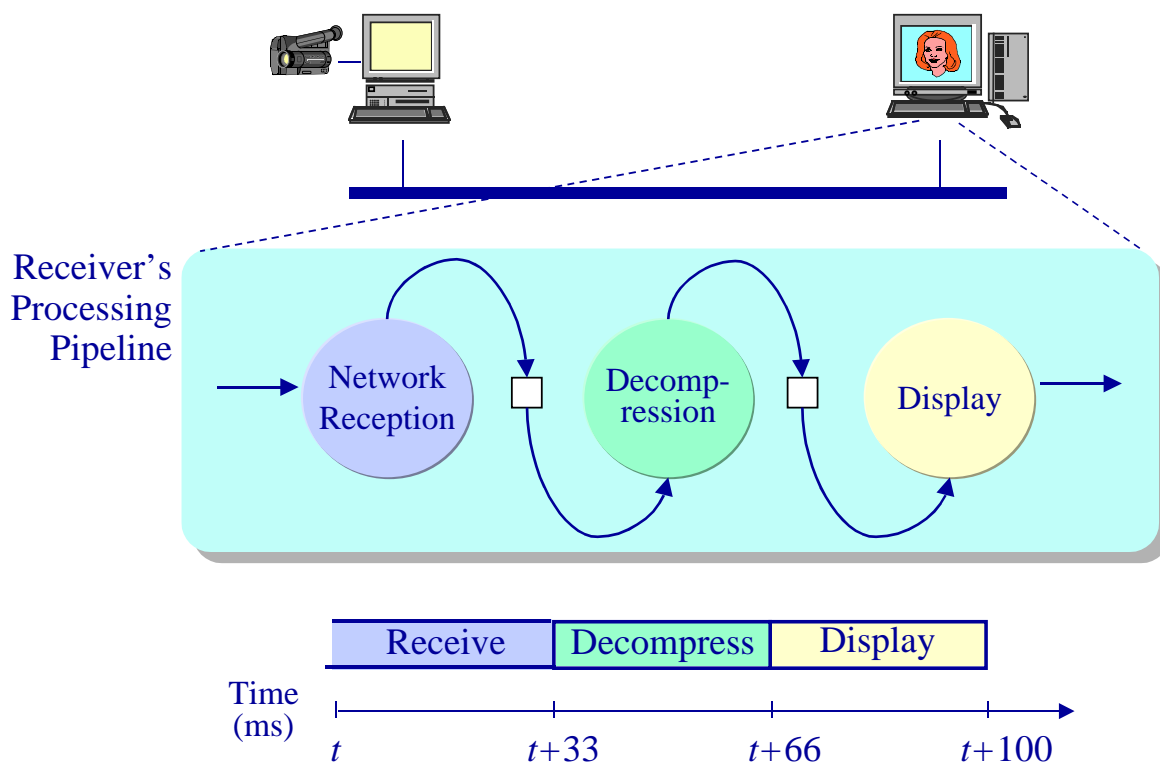 Receiver's
Processing
Pipeline
Network
Reception
Decomp-
ression
Display
Receive
Decompress
Display
Time
(ms)
t
t+33
t+66
t+100